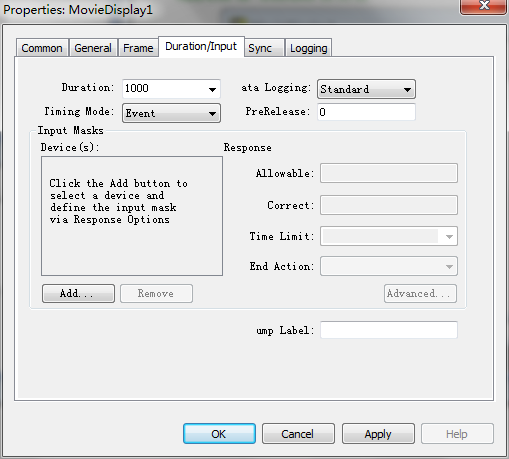 Properties: MovieDisplay1
Common General Frame Duration/Input Sync Logging
Duration: 1000 ata Logging: Standard
Timing Mode: Event PreRelease: 0
Input Masks
Device(s): Response
Click the Add button to
select a device and
define the input mask
via Response Options
Allowable:
Correct:
Time Limit:
End Action:
Add... Remove Advanced...
ump Label:
OK Cancel Apply Help